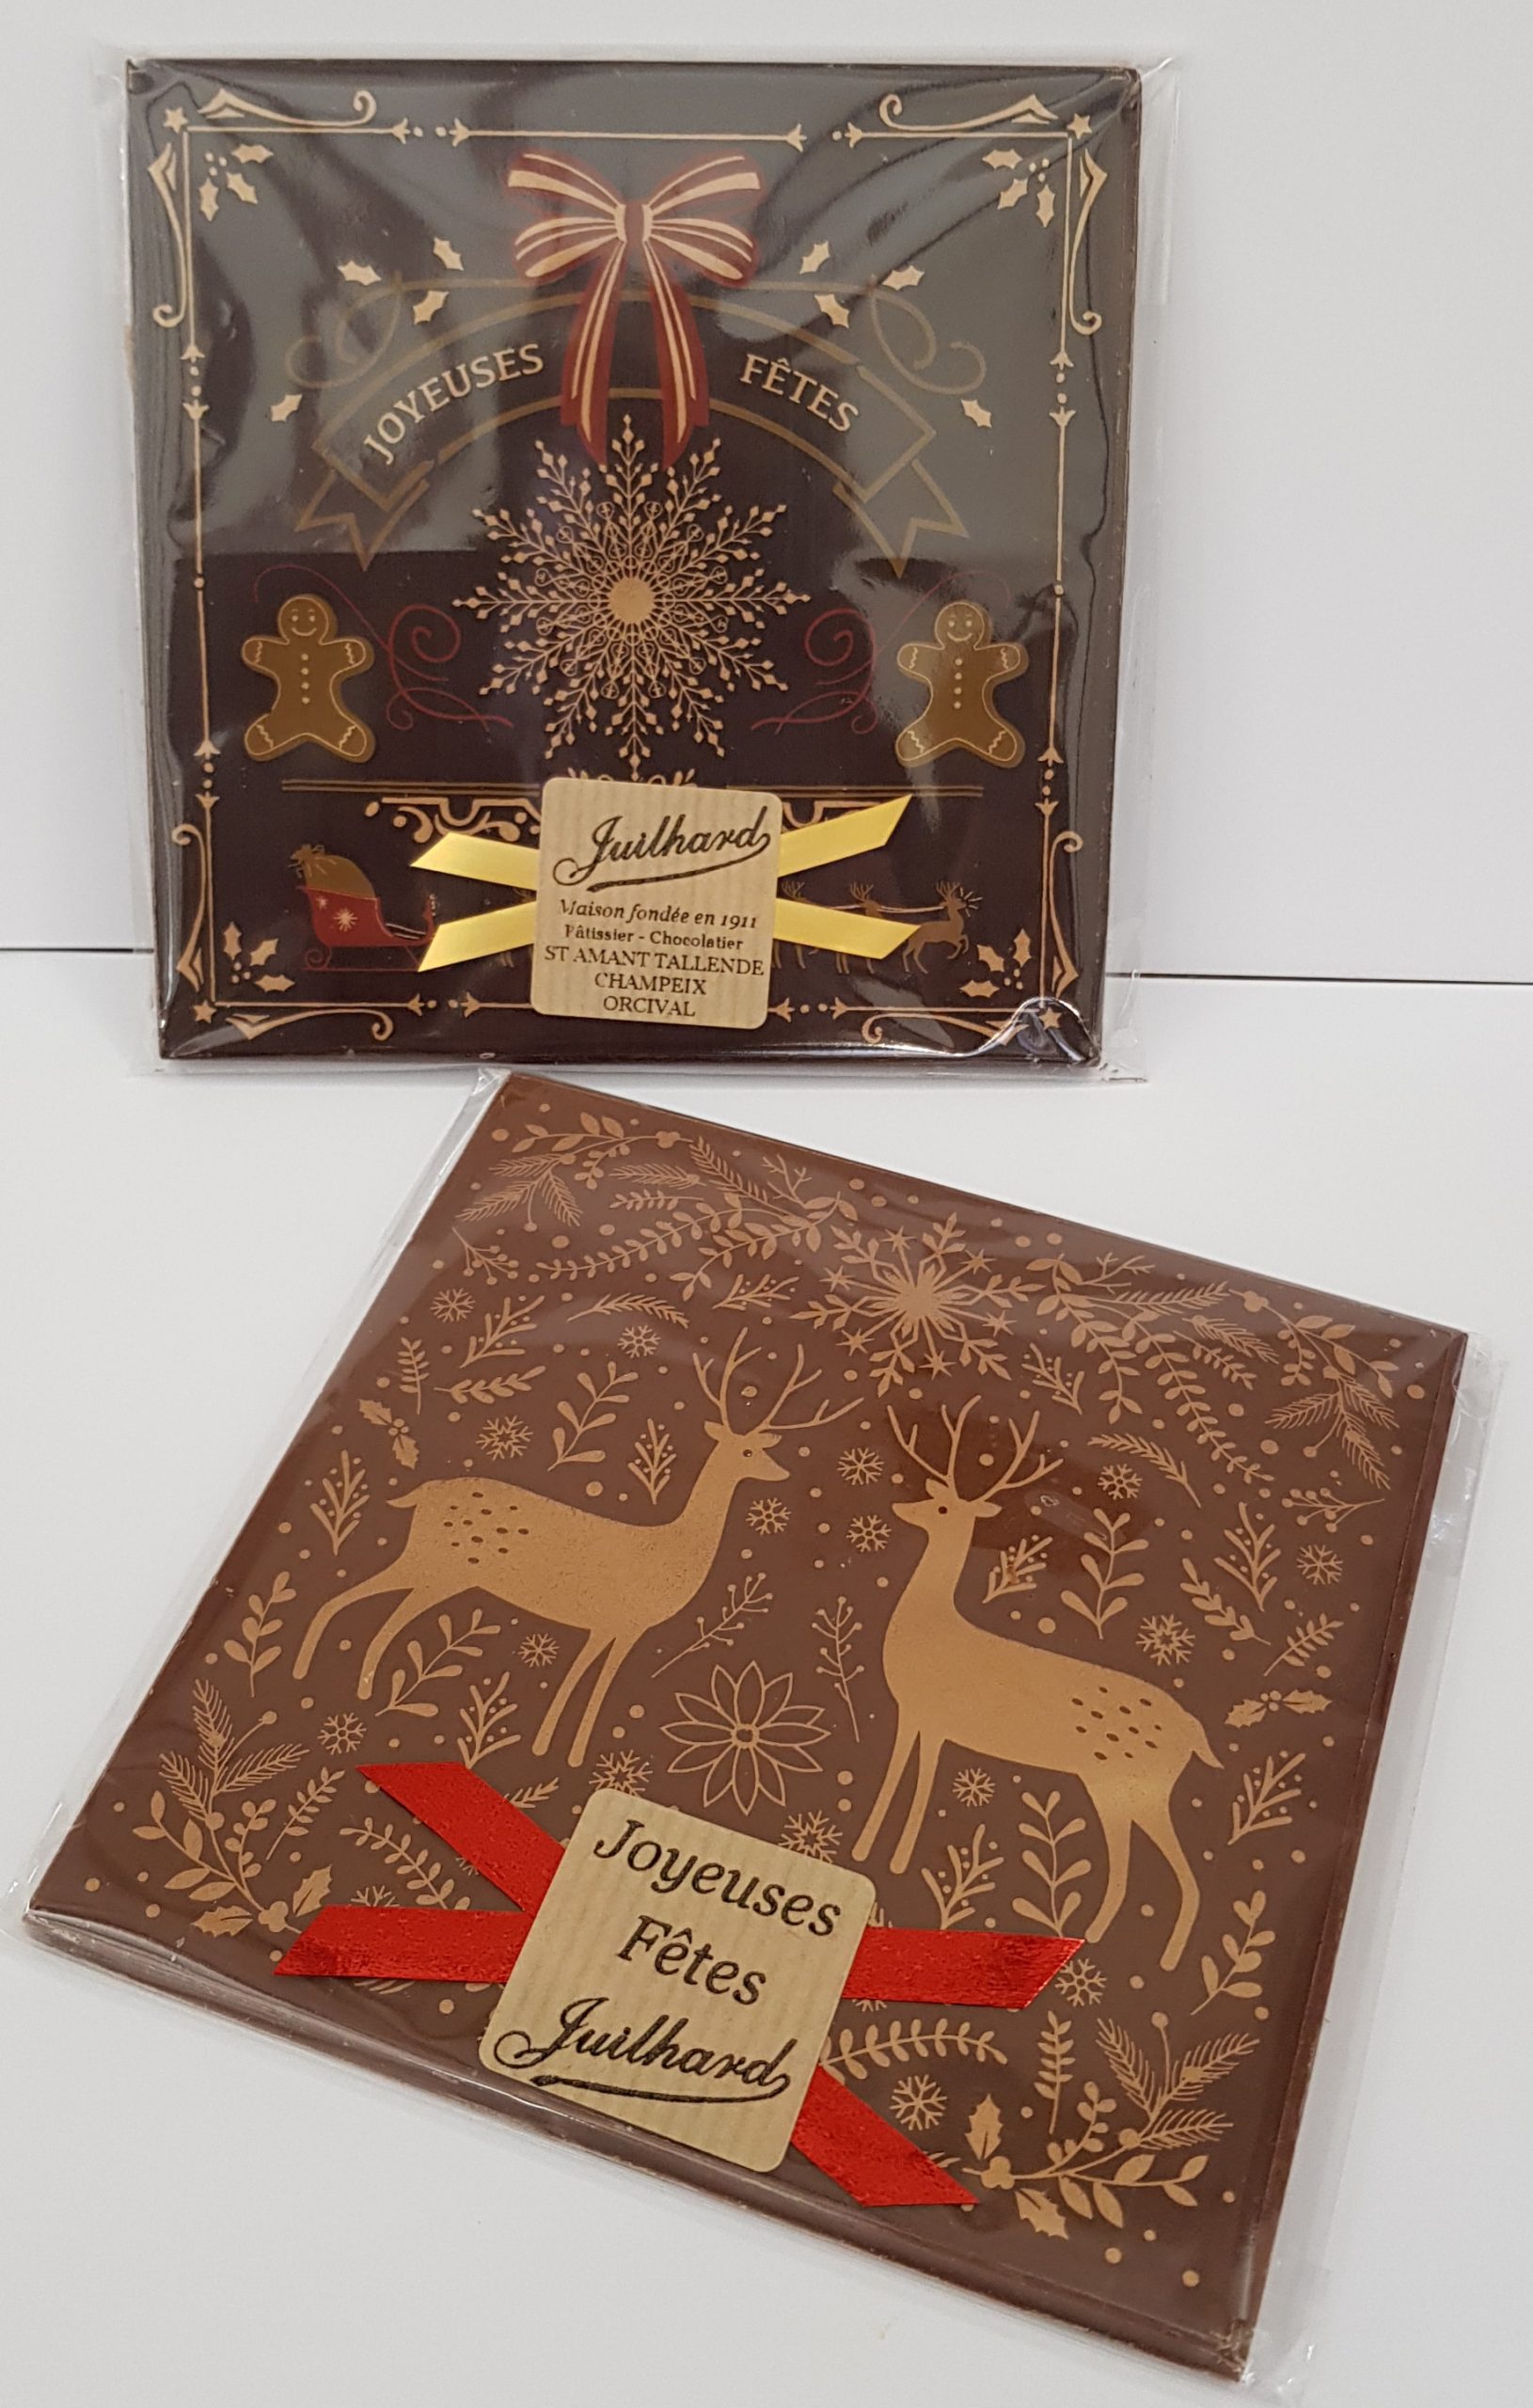 JOYEUSES FÊTES
Juilhard
Maison fondée en 1911
Pâtissier - Chocolatier
ST AMANT TALLENDE
CHAMPEIX
ORCIVAL
Joyeuses
Fêtes
Juilhard